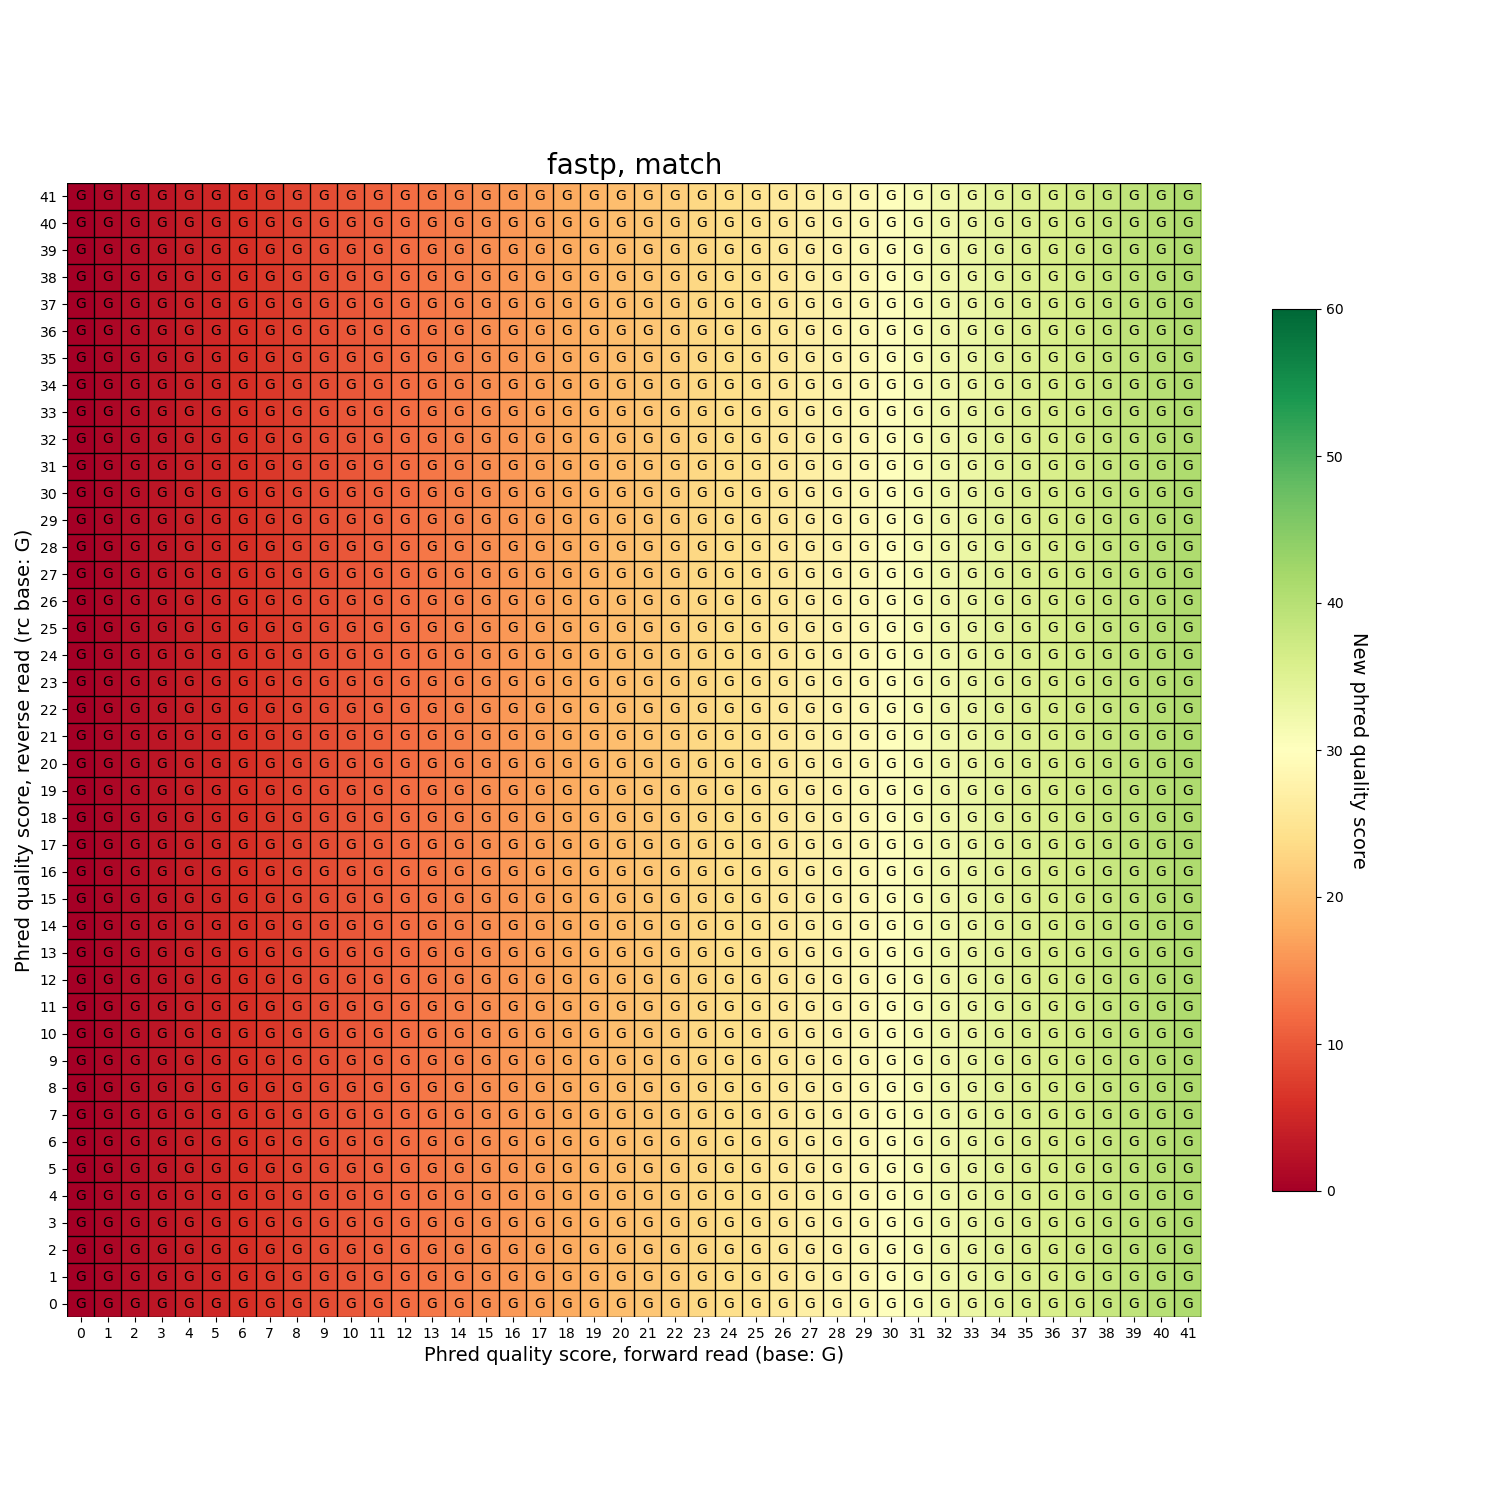 fastp, match
41 G G G G G G G G G G G G G G G G G G G G G G G G G G G G G G G G G G G G G G G G G G
40 G G G G G G G G G G G G G G G G G G G G G G G G G G G G G G G G G G G G G G G G G G
39 G G G G G G G G G G G G G G G G G G G G G G G G G G G G G G G G G G G G G G G G G G
38 G G G G G G G G G G G G G G G G G G G G G G G G G G G G G G G G G G G G G G G G G G
37 G G G G G G G G G G G G G G G G G G G G G G G G G G G G G G G G G G G G G G G G G G
36 G G G G G G G G G G G G G G G G G G G G G G G G G G G G G G G G G G G G G G G G G G
35 G G G G G G G G G G G G G G G G G G G G G G G G G G G G G G G G G G G G G G G G G G
34 G G G G G G G G G G G G G G G G G G G G G G G G G G G G G G G G G G G G G G G G G G
33 G G G G G G G G G G G G G G G G G G G G G G G G G G G G G G G G G G G G G G G G G G
32 G G G G G G G G G G G G G G G G G G G G G G G G G G G G G G G G G G G G G G G G G G
31 G G G G G G G G G G G G G G G G G G G G G G G G G G G G G G G G G G G G G G G G G G
30 G G G G G G G G G G G G G G G G G G G G G G G G G G G G G G G G G G G G G G G G G G
29 G G G G G G G G G G G G G G G G G G G G G G G G G G G G G G G G G G G G G G G G G G
28 G G G G G G G G G G G G G G G G G G G G G G G G G G G G G G G G G G G G G G G G G G
27 G G G G G G G G G G G G G G G G G G G G G G G G G G G G G G G G G G G G G G G G G G
26 G G G G G G G G G G G G G G G G G G G G G G G G G G G G G G G G G G G G G G G G G G
25 G G G G G G G G G G G G G G G G G G G G G G G G G G G G G G G G G G G G G G G G G G
24 G G G G G G G G G G G G G G G G G G G G G G G G G G G G G G G G G G G G G G G G G G
23 G G G G G G G G G G G G G G G G G G G G G G G G G G G G G G G G G G G G G G G G G G
22 G G G G G G G G G G G G G G G G G G G G G G G G G G G G G G G G G G G G G G G G G G
21 G G G G G G G G G G G G G G G G G G G G G G G G G G G G G G G G G G G G G G G G G G
20 G G G G G G G G G G G G G G G G G G G G G G G G G G G G G G G G G G G G G G G G G G
19 G G G G G G G G G G G G G G G G G G G G G G G G G G G G G G G G G G G G G G G G G G
18 G G G G G G G G G G G G G G G G G G G G G G G G G G G G G G G G G G G G G G G G G G
17 G G G G G G G G G G G G G G G G G G G G G G G G G G G G G G G G G G G G G G G G G G
16 G G G G G G G G G G G G G G G G G G G G G G G G G G G G G G G G G G G G G G G G G G
15 G G G G G G G G G G G G G G G G G G G G G G G G G G G G G G G G G G G G G G G G G G
14 G G G G G G G G G G G G G G G G G G G G G G G G G G G G G G G G G G G G G G G G G G
13 G G G G G G G G G G G G G G G G G G G G G G G G G G G G G G G G G G G G G G G G G G
12 G G G G G G G G G G G G G G G G G G G G G G G G G G G G G G G G G G G G G G G G G G
11 G G G G G G G G G G G G G G G G G G G G G G G G G G G G G G G G G G G G G G G G G G
10 G G G G G G G G G G G G G G G G G G G G G G G G G G G G G G G G G G G G G G G G G G
9 G G G G G G G G G G G G G G G G G G G G G G G G G G G G G G G G G G G G G G G G G G
8 G G G G G G G G G G G G G G G G G G G G G G G G G G G G G G G G G G G G G G G G G G
7 G G G G G G G G G G G G G G G G G G G G G G G G G G G G G G G G G G G G G G G G G G
6 G G G G G G G G G G G G G G G G G G G G G G G G G G G G G G G G G G G G G G G G G G
5 G G G G G G G G G G G G G G G G G G G G G G G G G G G G G G G G G G G G G G G G G G
4 G G G G G G G G G G G G G G G G G G G G G G G G G G G G G G G G G G G G G G G G G G
3 G G G G G G G G G G G G G G G G G G G G G G G G G G G G G G G G G G G G G G G G G G
2 G G G G G G G G G G G G G G G G G G G G G G G G G G G G G G G G G G G G G G G G G G
1 G G G G G G G G G G G G G G G G G G G G G G G G G G G G G G G G G G G G G G G G G G
0 G G G G G G G G G G G G G G G G G G G G G G G G G G G G G G G G G G G G G G G G G G
0 1 2 3 4 5 6 7 8 9 10 11 12 13 14 15 16 17 18 19 20 21 22 23 24 25 26 27 28 29 30 31 32 33 34 35 36 37 38 39 40 41
Phred quality score, forward read (base: G)
Phred quality score, reverse read (rc base: G)
60
50
40
30
20
10
0
New phred quality score